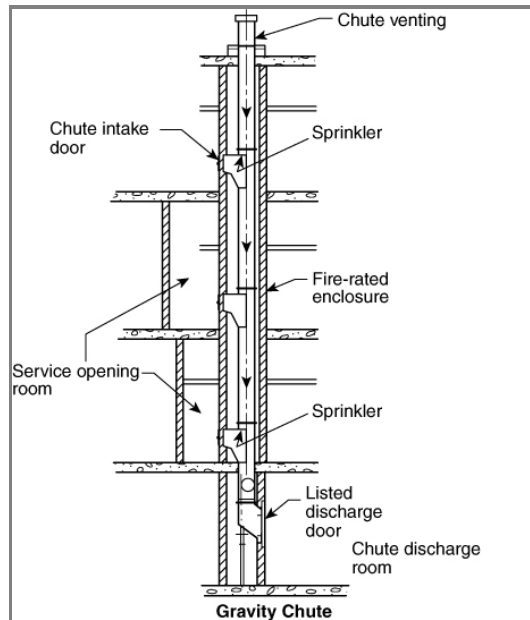 Chute venting
Chute intake
door
Sprinkler
Fire-rated
enclosure
Service opening
room
Sprinkler
Listed
discharge
door
Chute discharge
room
Gravity Chute